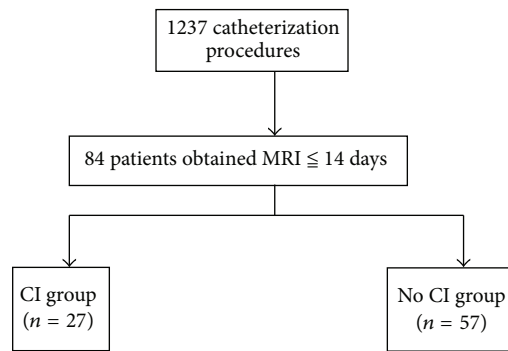 1237 catheterization
procedures
84 patients obtained MRI ≦ 14 days
CI group
(n = 27)
No CI group
(n = 57)